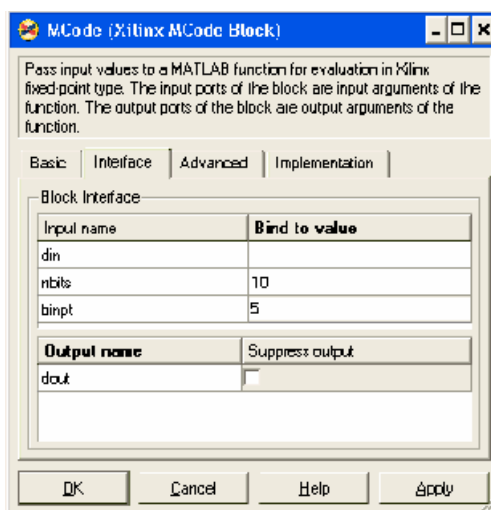 MCode (Xilinx MCode Block)
Pass input values to a MATLAB function for evaluation in Xilinx
fixed-point type. The input ports of the block are input arguments of the
function. The output ports of the block are output arguments of the
function.
Basic Interface Advanced Implementation
Block Interface
Input name Bind to value
din
nbits 10
binpt 5
Output name Suppress output
dout
OK Cancel Help Apply